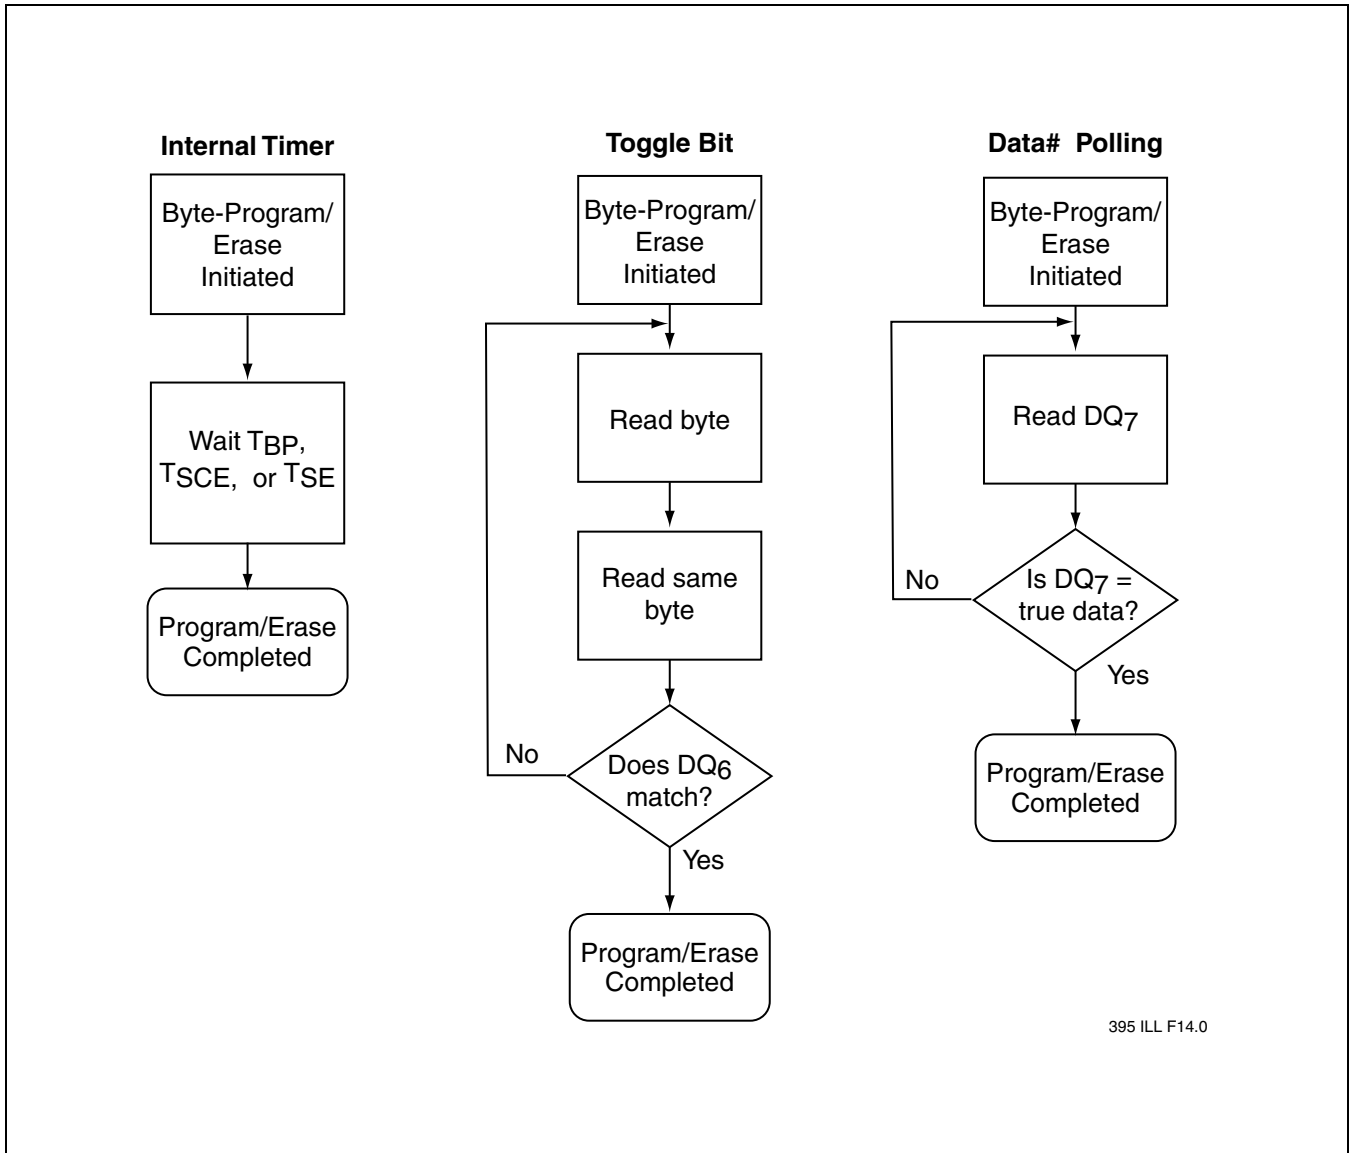 Internal Timer
Byte-Program/
Erase
Initiated
Wait TBP,
TSCE, or TSE
Program/Erase
Completed
Toggle Bit
Byte-Program/
Erase
Initiated
Read byte
Read same
byte
Does DQ6
match?
No
Yes
Program/Erase
Completed
Data# Polling
Byte-Program/
Erase
Initiated
Read DQ7
Is DQ7 =
true data?
No
Yes
Program/Erase
Completed
395 ILL F14.0